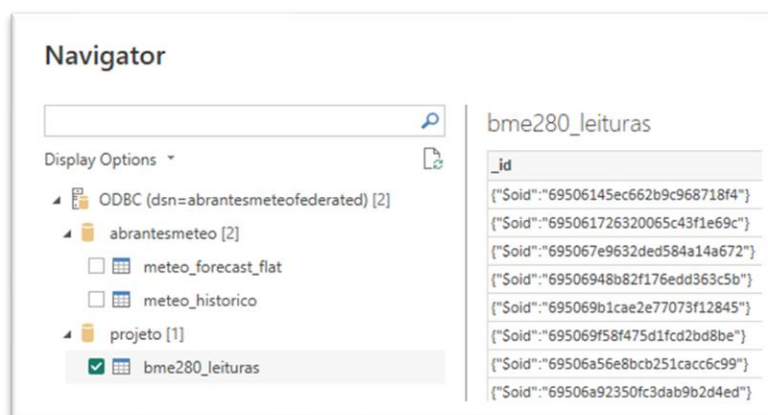 Navigator
Display Options
ODBC (dsn=abrantesmeteofederated) [2]
abrantesmeteo [2]
meteo_forecast_flat
meteo_historico
projeto [1]
bme280_leituras
bme280_leituras
_id
{"$oid":"69506145ec662b9c968718f4"}
{"$oid":"695061726320065c43f1e69c"}
{"$oid":"695067e9632ded584a14a672"}
{"$oid":"69506948b82f176edd363c5b"}
{"$oid":"695069b1cae2e77073f12845"}
{"$oid":"695069f58f475d1fcd2bd8be"}
{"$oid":"69506a56e8bcb251cacc6c99"}
{"$oid":"69506a92350fc3dab9b2d4ed"}